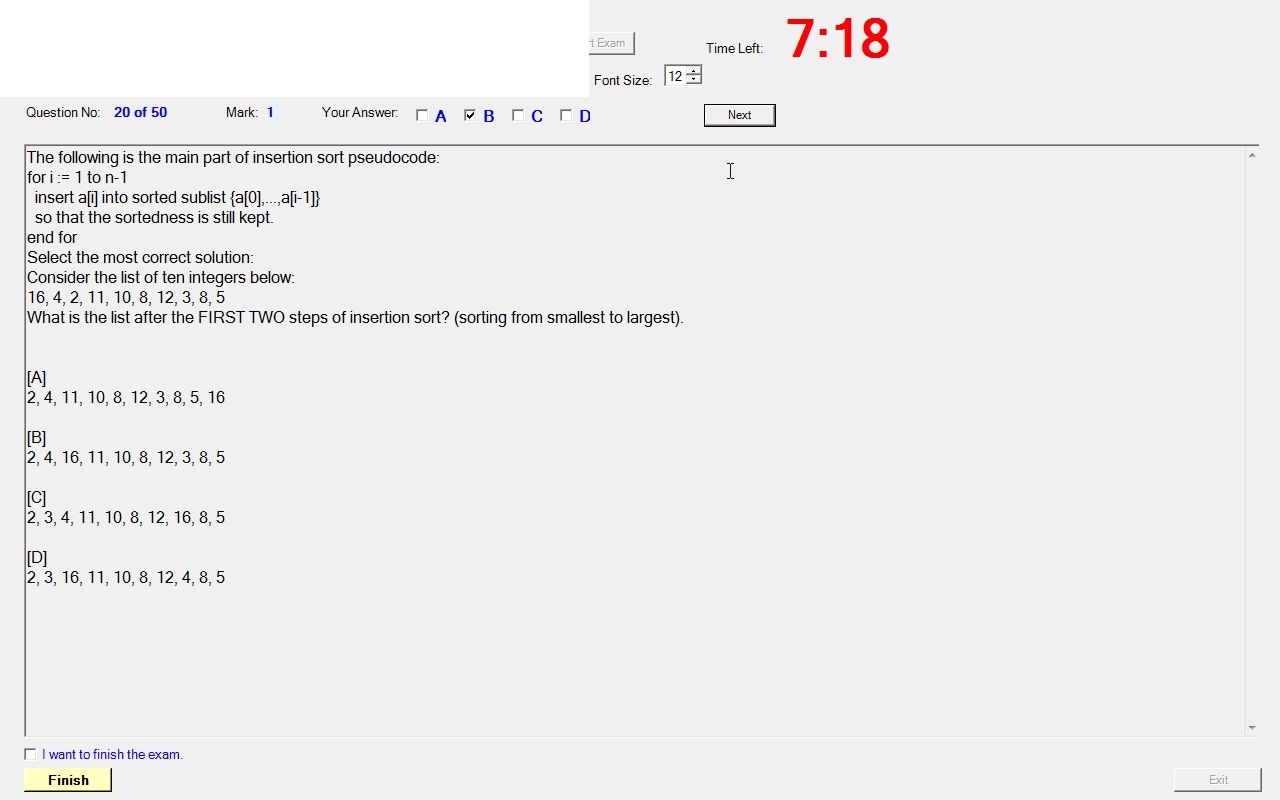 t Exam
Time Left: 7:18
Font Size: 12
Question No: 20 of 50 Mark: 1 Your Answer: A B C D Next
The following is the main part of insertion sort pseudocode:
for i := 1 to n-1
insert a[i] into sorted sublist {a[0],...,a[i-1]}
so that the sortedness is still kept.
end for
Select the most correct solution:
Consider the list of ten integers below:
16, 4, 2, 11, 10, 8, 12, 3, 8, 5
What is the list after the FIRST TWO steps of insertion sort? (sorting from smallest to largest).
[A]
2, 4, 11, 10, 8, 12, 3, 8, 5, 16
[B]
2, 4, 16, 11, 10, 8, 12, 3, 8, 5
[C]
2, 3, 4, 11, 10, 8, 12, 16, 8, 5
[D]
2, 3, 16, 11, 10, 8, 12, 4, 8, 5
I want to finish the exam.
Finish Exit